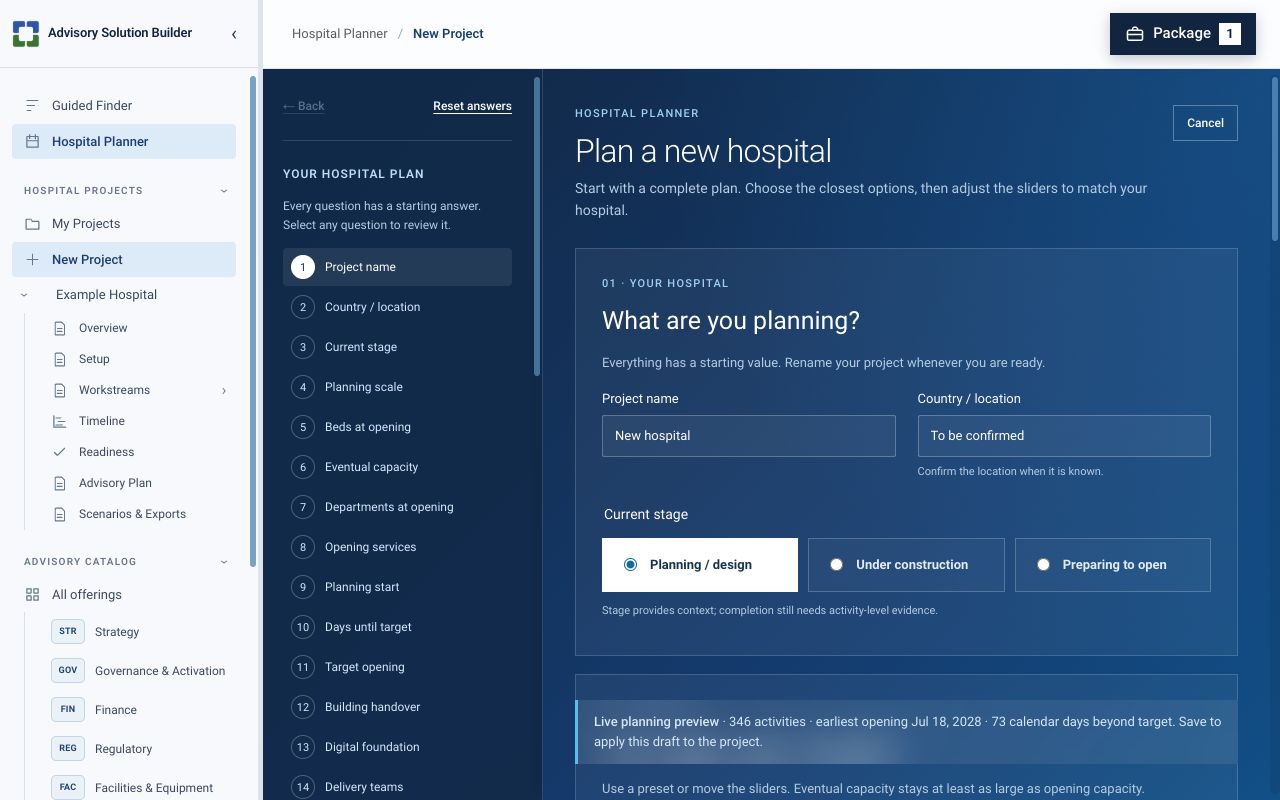 Advisory Solution Builder
Hospital Planner / New Project
Package 1
Guided Finder
Hospital Planner
HOSPITAL PROJECTS
My Projects
New Project
Example Hospital
Overview
Setup
Workstreams
Timeline
Readiness
Advisory Plan
Scenarios & Exports
ADVISORY CATALOG
All offerings
STR Strategy
GOV Governance & Activation
FIN Finance
REG Regulatory
FAC Facilities & Equipment
← Back
Reset answers
YOUR HOSPITAL PLAN
Every question has a starting answer.
Select any question to review it.
1 Project name
2 Country / location
3 Current stage
4 Planning scale
5 Beds at opening
6 Eventual capacity
7 Departments at opening
8 Opening services
9 Planning start
10 Days until target
11 Target opening
12 Building handover
13 Digital foundation
14 Delivery teams
HOSPITAL PLANNER
Cancel
Plan a new hospital
Start with a complete plan. Choose the closest options, then adjust the sliders to match your
hospital.
01 · YOUR HOSPITAL
What are you planning?
Everything has a starting value. Rename your project whenever you are ready.
Project name
New hospital
Country / location
To be confirmed
Confirm the location when it is known.
Current stage
Planning / design
Under construction
Preparing to open
Stage provides context; completion still needs activity-level evidence.
Live planning preview · 346 activities · earliest opening Jul 18, 2028 · 73 calendar days beyond target. Save to
apply this draft to the project.
Use a preset or move the sliders. Eventual capacity stays at least as large as opening capacity.